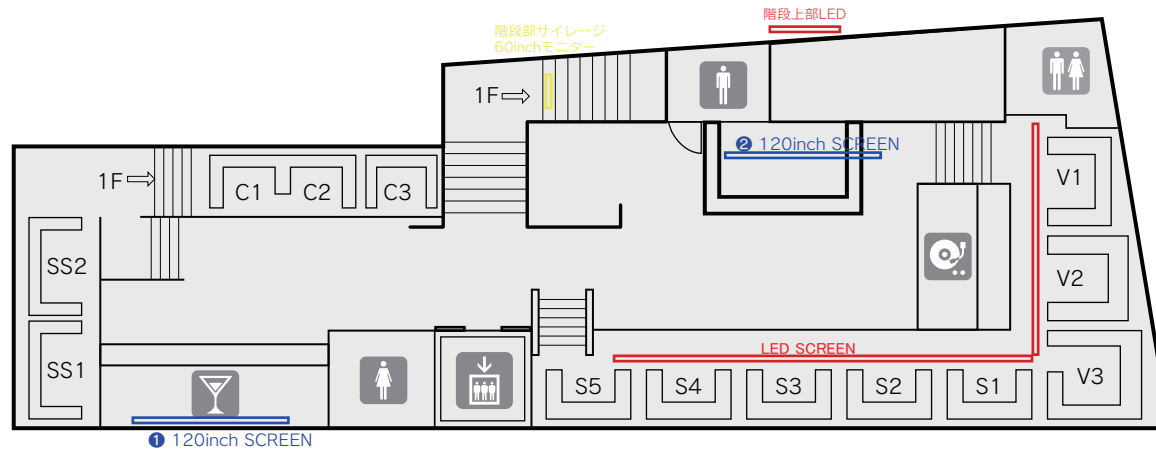 階段上部LED
階段部サイレージ
60inchモニター
1F
❷ 120inch SCREEN
1F
C1
C2
C3
V1
SS2
V2
SS1
LED SCREEN
V3
S5
S4
S3
S2
S1
❶ 120inch SCREEN